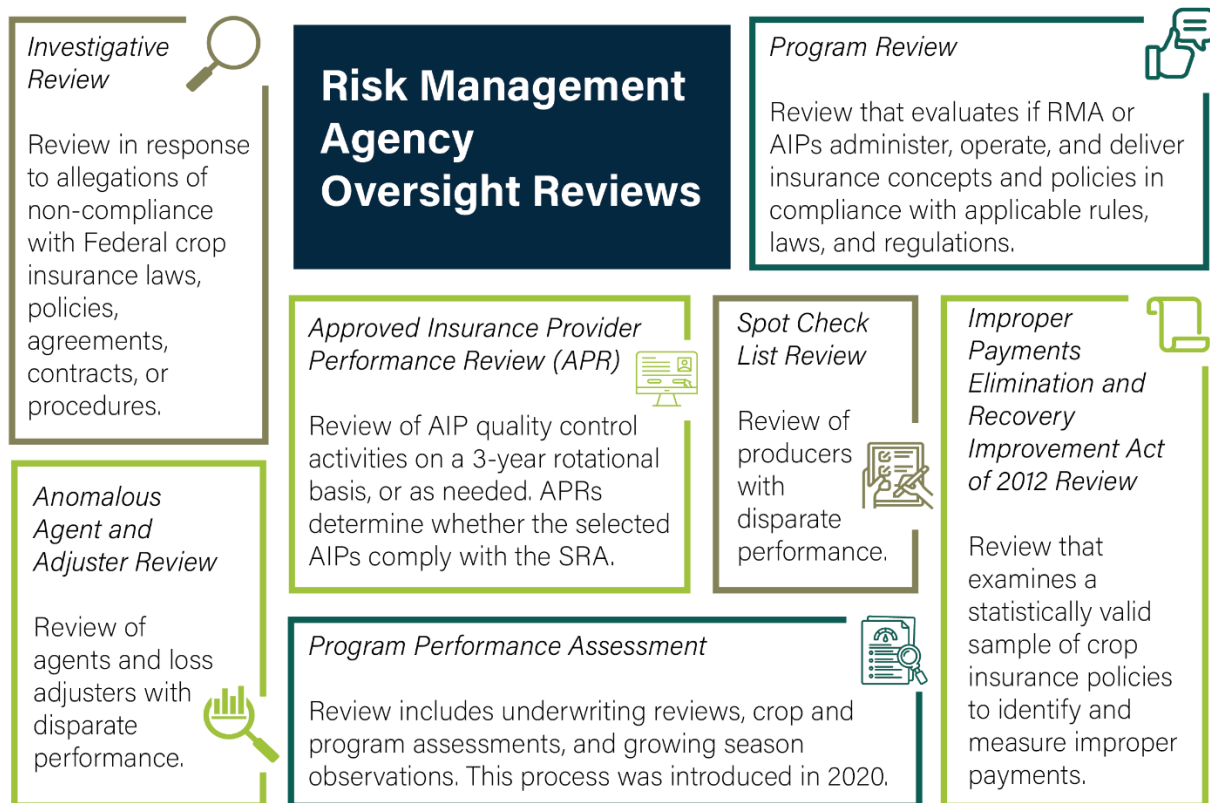 Investigative
Review
Review in response
to allegations of
non-compliance
with Federal crop
insurance laws,
policies,
agreements,
contracts, or
procedures.
Risk Management
Agency
Oversight Reviews
Program Review
Review that evaluates if RMA or
AIPs administer, operate, and deliver
insurance concepts and policies in
compliance with applicable rules,
laws, and regulations.
Approved Insurance Provider
Performance Review (APR)
Review of AIP quality control
activities on a 3-year rotational
basis, or as needed. APRs
determine whether the selected
AIPs comply with the SRA.
Spot Check
List Review
Review of
producers
with
disparate
performance.
Improper
Payments
Elimination and
Recovery
Improvement Act
of 2012 Review
Review that
examines a
statistically valid
sample of crop
insurance policies
to identify and
measure improper
payments.
Anomalous
Agent and
Adjuster Review
Review of
agents and loss
adjusters with
disparate
performance.
Program Performance Assessment
Review includes underwriting reviews, crop and
program assessments, and growing season
observations. This process was introduced in 2020.